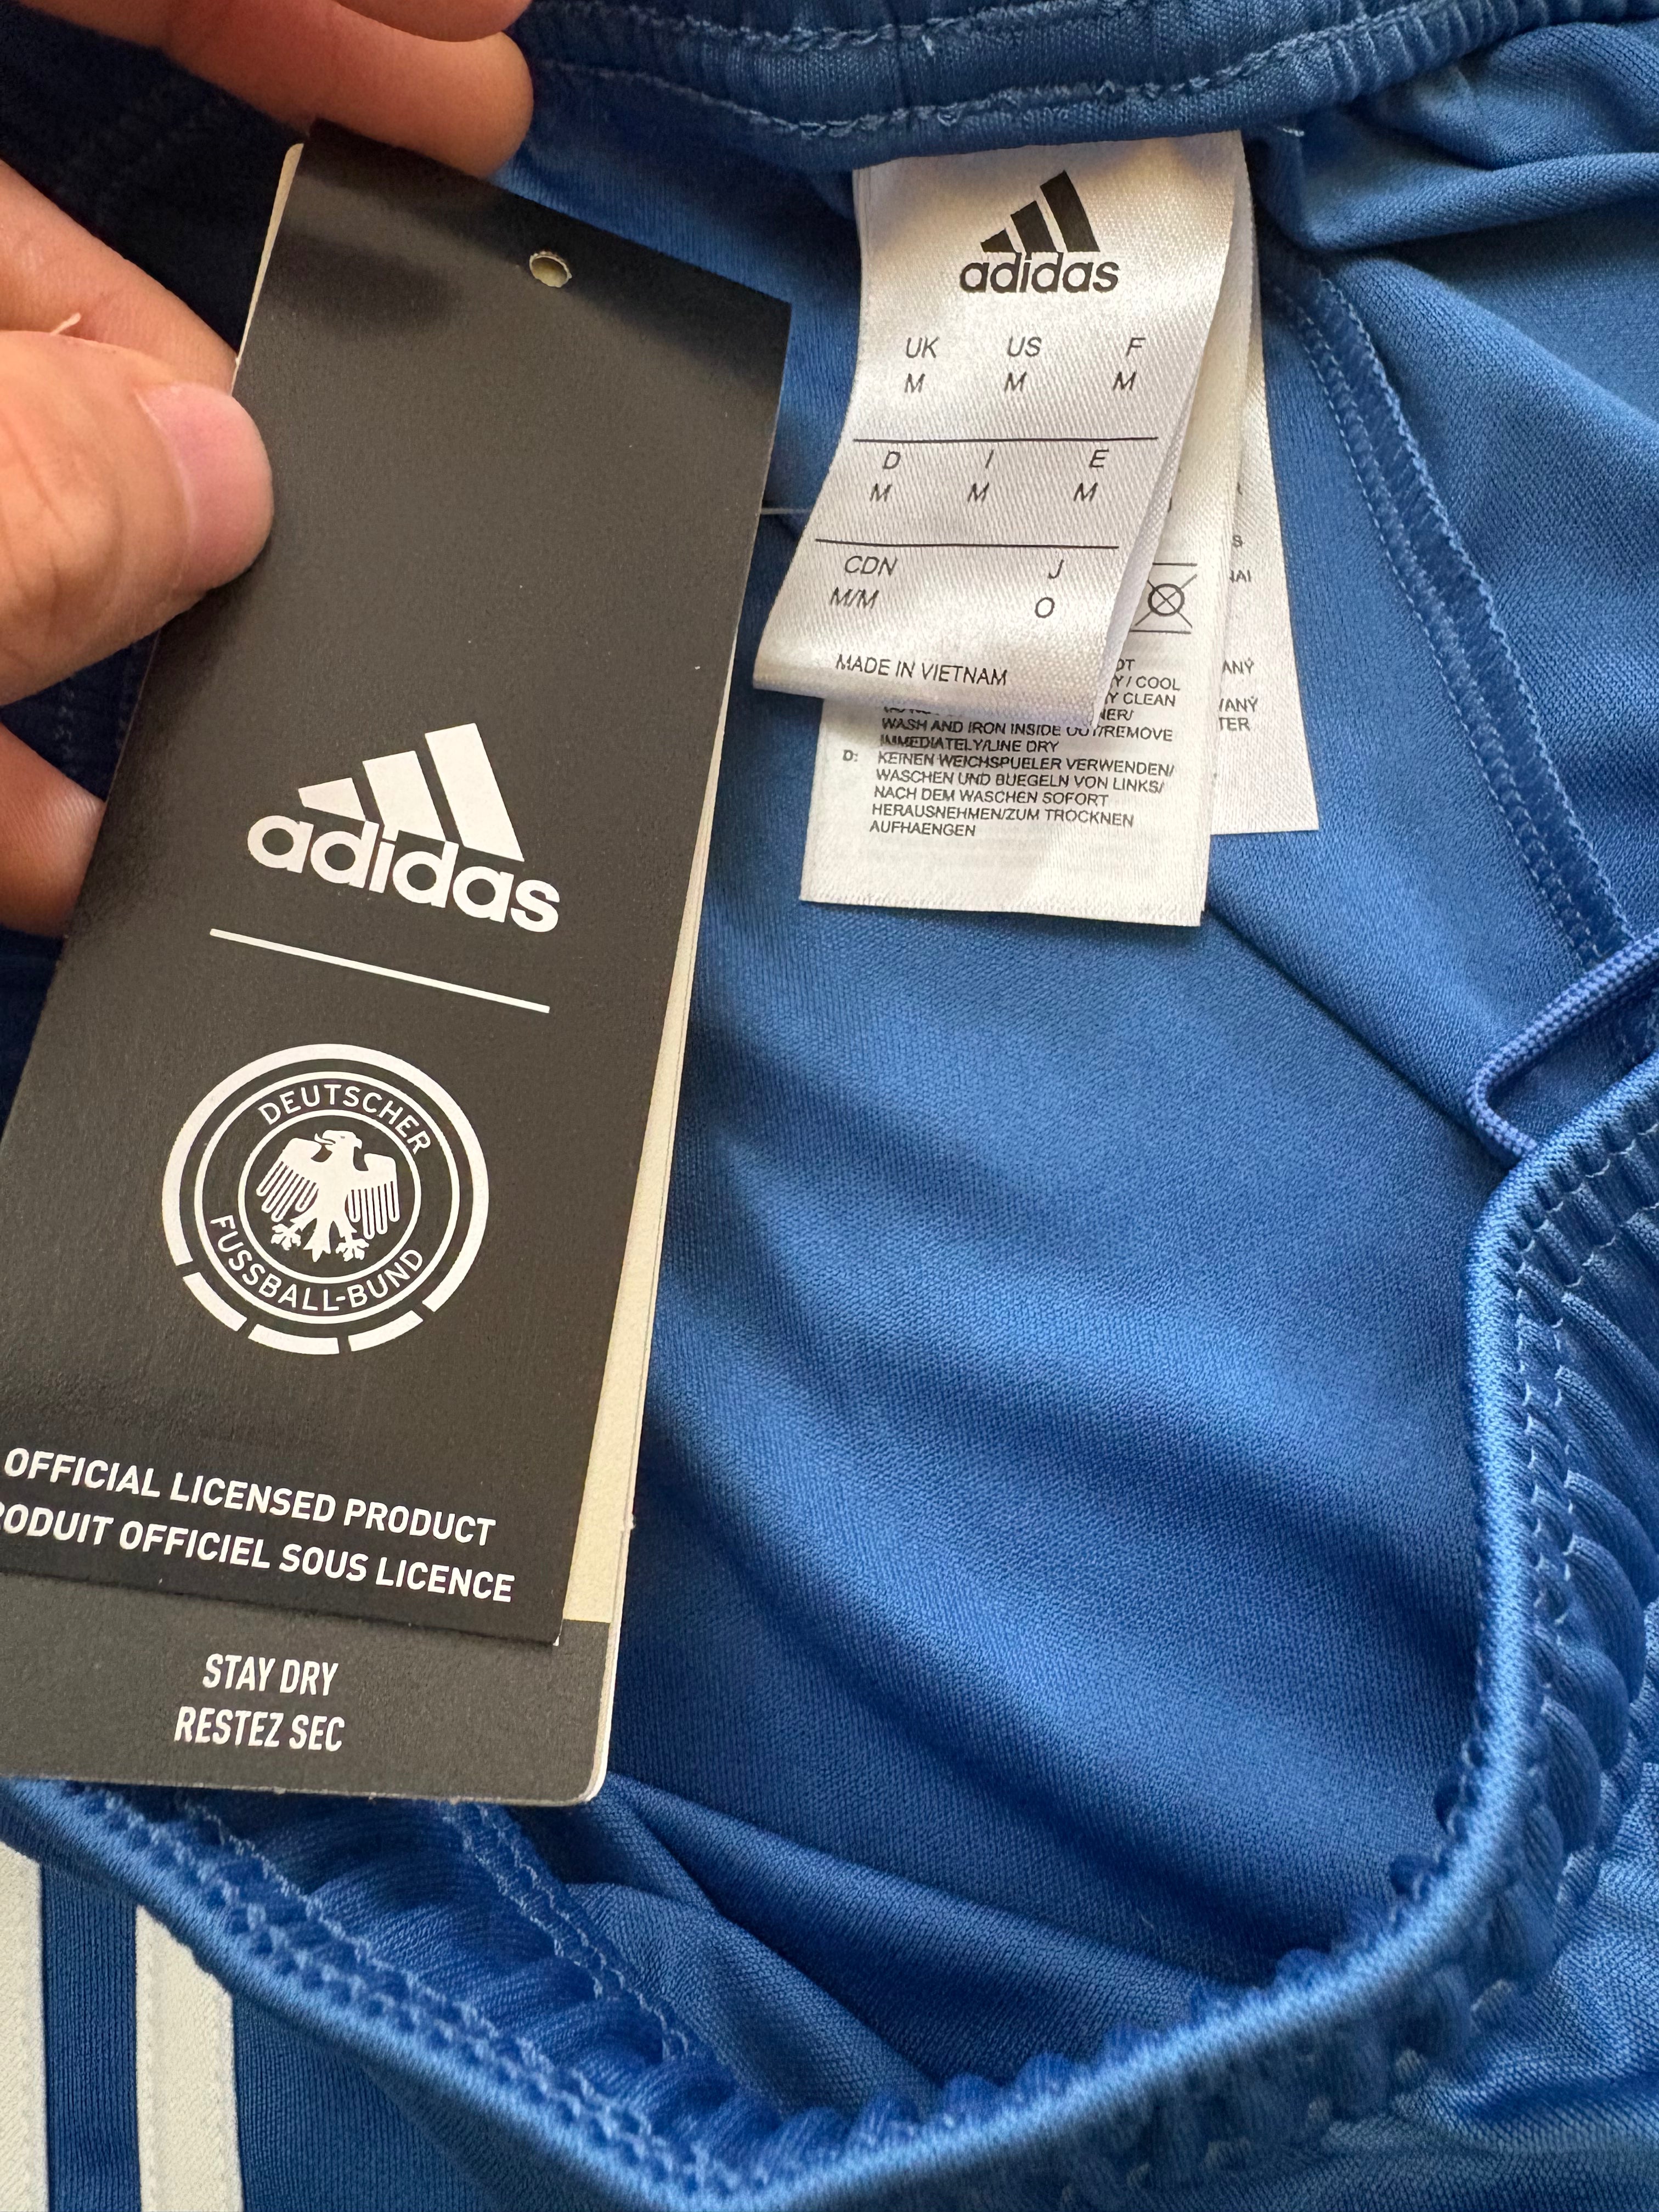 adidas
DEUTSCHER
FUSSBALL-BUND
OFFICIAL LICENSED PRODUCT
OFFICIEL SOUS LICENCE
STAY DRY
RESTEZ SEC
adidas
UK US F
M M M
D I E
M M M
CDN J
M/M O
MADE IN VIETNAM
/ COOL
CLEAN
WASH AND IRON INSIDE OUT/REMOVE
IMMEDIATELY/LINE DRY
D: KEINEN WEICHSPUELER VERWENDEN/
WASCHEN UND BUEGELN VON LINKS/
NACH DEM WASCHEN SOFORT
HERAUSNEHMEN/ZUM TROCKNEN
AUFHAENGEN